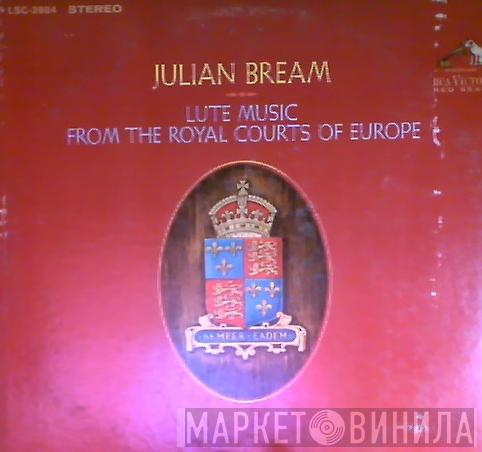 LSC-2924 STEREO
JULIAN BREAM
LUTE MUSIC
FROM THE ROYAL COURTS OF EUROPE
RCA VICTOR
RED SEAL
SEMPER EADEM
МАРКЕТ ВИНИЛА